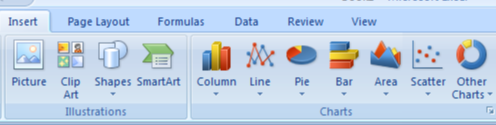 Insert Page Layout Formulas Data Review View
Picture Clip Art Shapes SmartArt Column Line Pie Bar Area Scatter Other Charts
Illustrations Charts